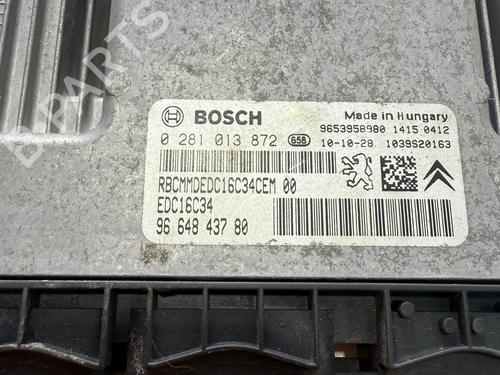 B PARTS
BOSCH
Made in Hungary
0 281 013 872 658
9653958980 1415 0412
10-10-28 1039S20163
RBCMMDEDC16C34CEM 00
EDC16C34
96 648 437 80